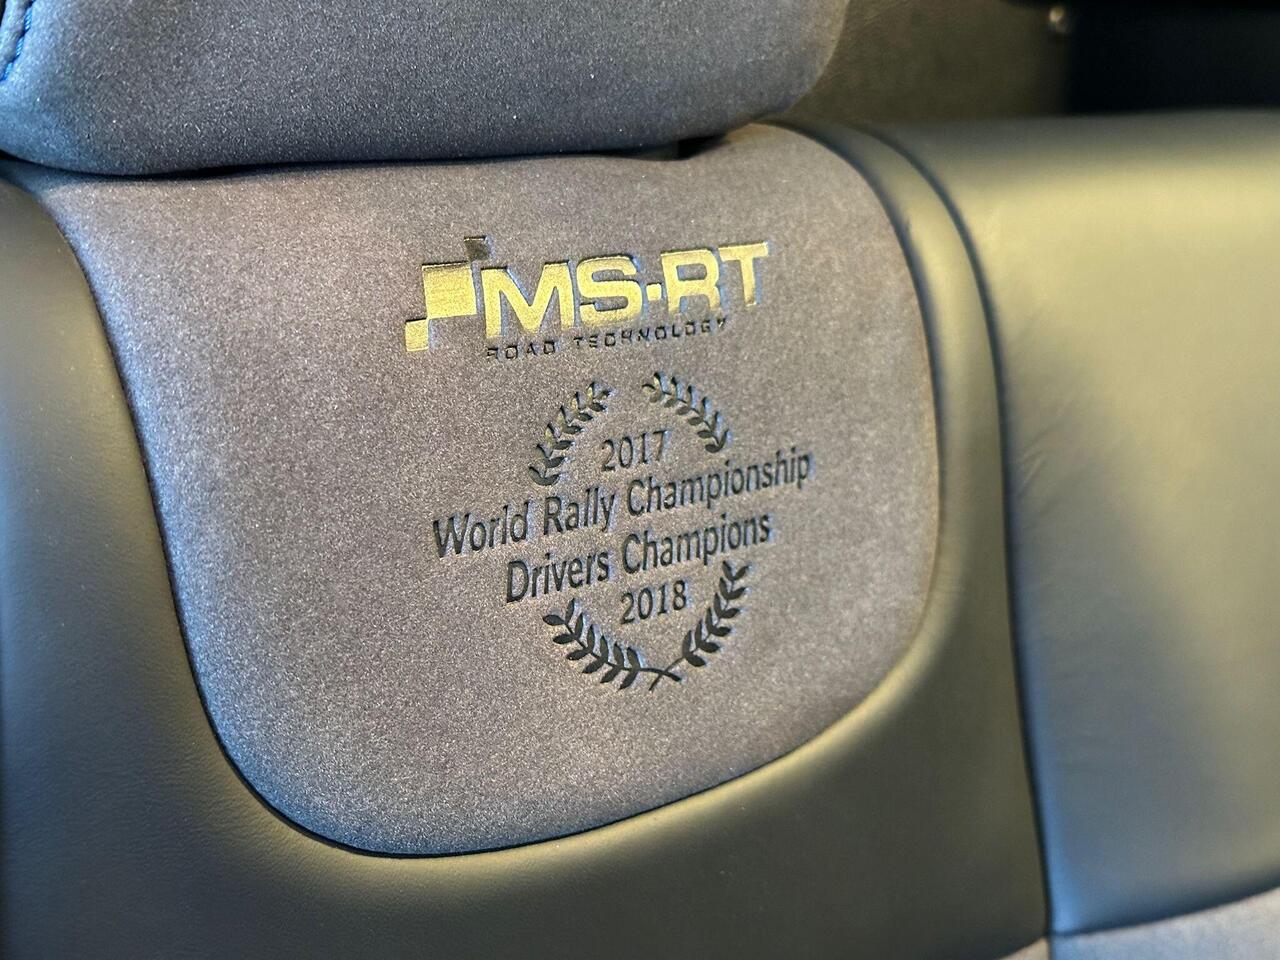 MS-RT
ROAD TECHNOLOGY
2017
World Rally Championship
Drivers Champions
2018